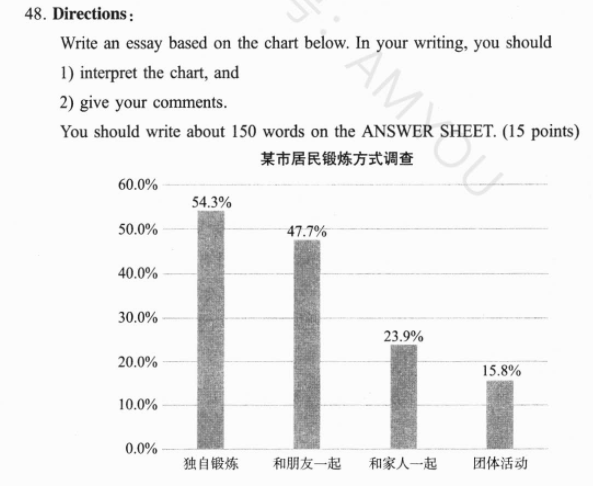 48. Directions:
Write an essay based on the chart below. In your writing, you should
1) interpret the chart, and
2) give your comments.
You should write about 150 words on the ANSWER SHEET. (15 points)
某市居民锻炼方式调查
60.0%
54.3%
50.0%
47.7%
40.0%
30.0%
23.9%
20.0%
15.8%
10.0%
0.0%
独自锻炼 和朋友一起 和家人一起 团体活动
号: AMYOU